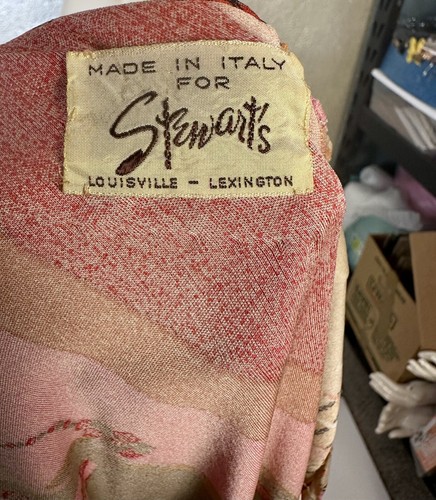 MADE IN ITALY
FOR
Stewart's
LOUISVILLE - LEXINGTON